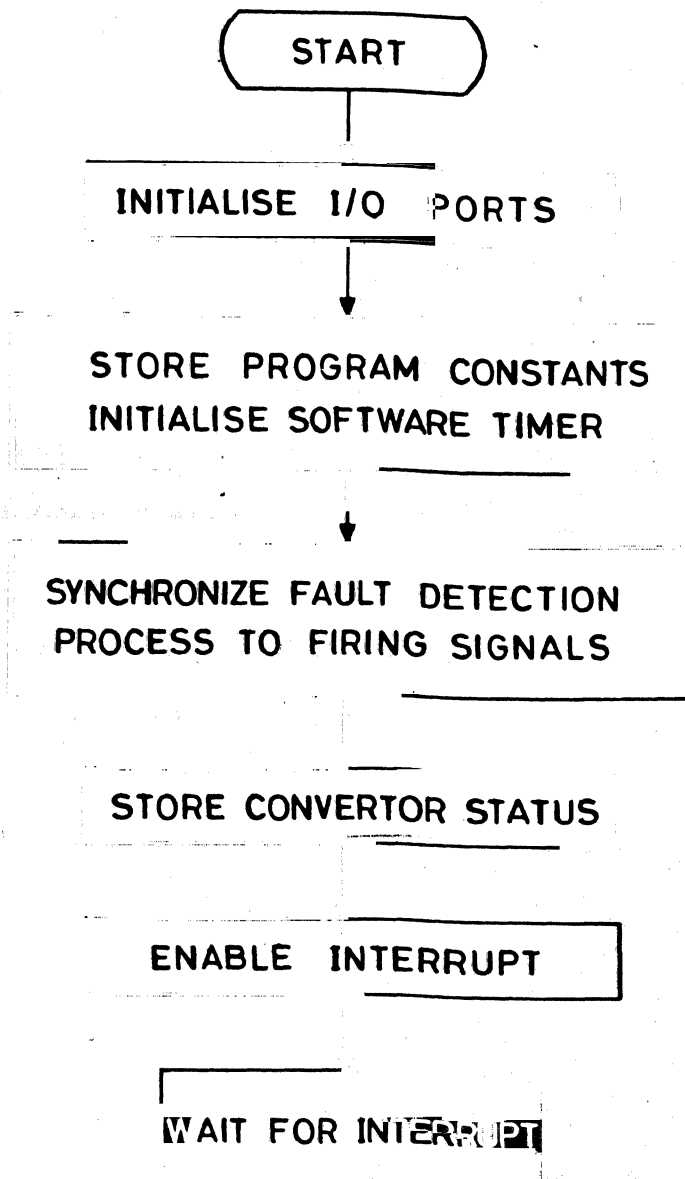 START
INITIALISE I/O PORTS
STORE PROGRAM CONSTANTS
INITIALISE SOFTWARE TIMER
SYNCHRONIZE FAULT DETECTION
PROCESS TO FIRING SIGNALS
STORE CONVERTOR STATUS
ENABLE INTERRUPT
WAIT FOR INTERRUPT